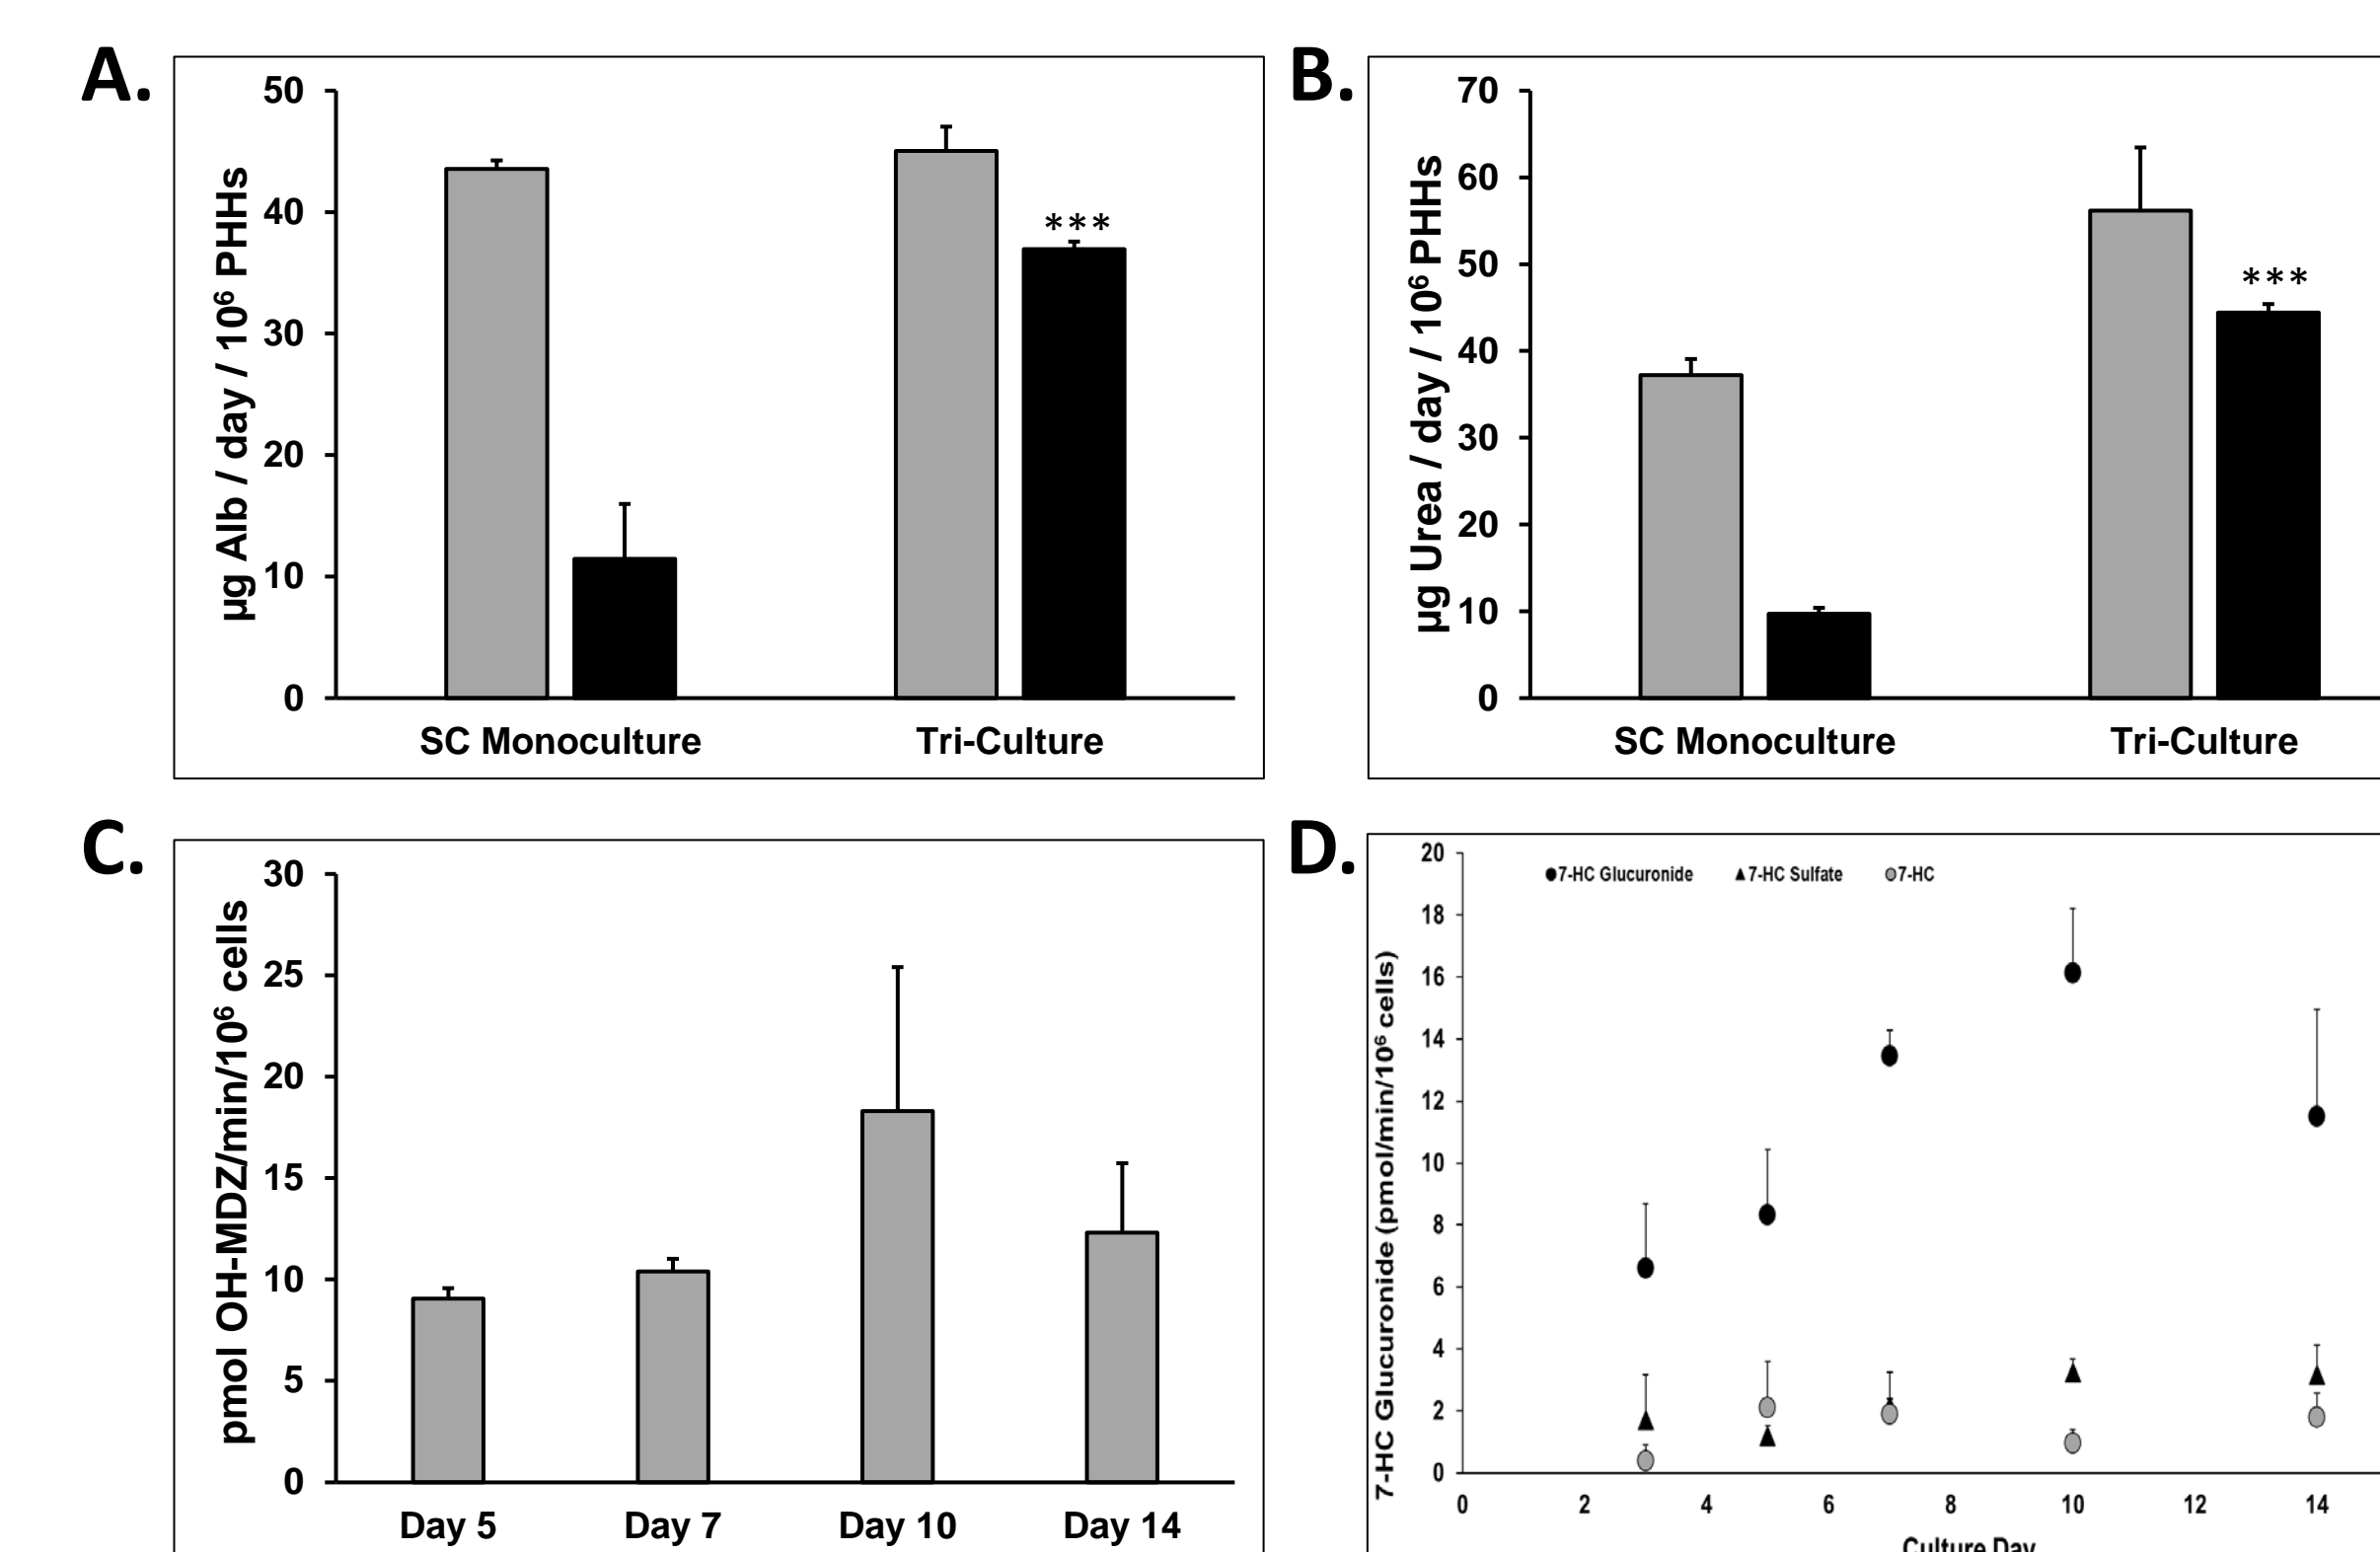 A.
50
40
30
20
10
0
µg Alb / day / 10⁶ PHHs
***
SC Monoculture
Tri-Culture
B.
70
60
50
40
30
20
10
0
µg Urea / day / 10⁶ PHHs
***
SC Monoculture
Tri-Culture
C.
30
25
20
15
10
5
0
pmol OH-MDZ/min/10⁶ cells
Day 5
Day 7
Day 10
Day 14
D.
20
18
16
14
12
10
8
6
4
2
0
7-HC Glucuronide (pmol/min/10⁶ cells)
7-HC Glucuronide 7-HC Sulfate 7-HC
0 2 4 6 8 10 12 14
Culture Day